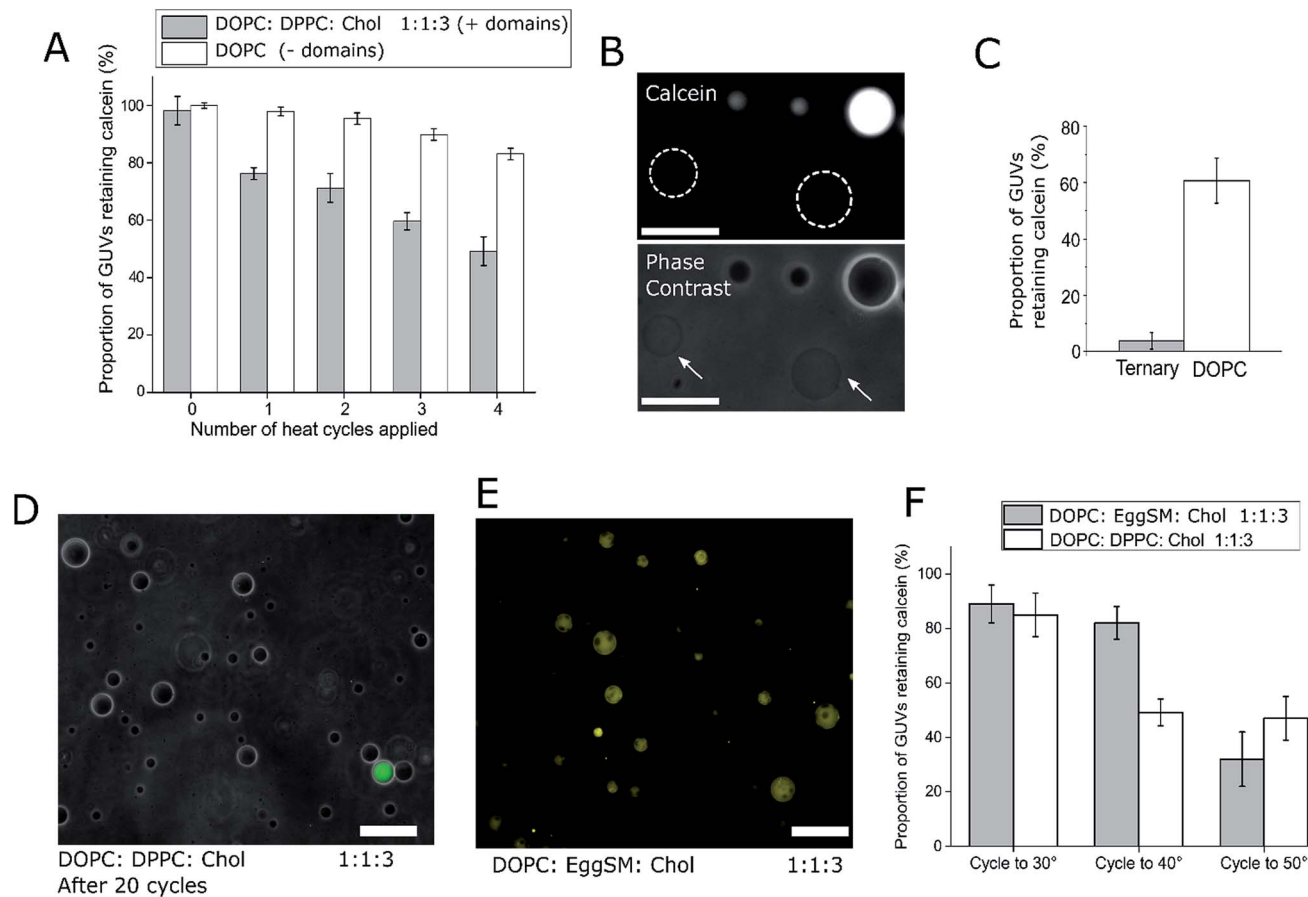 A
DOPC: DPPC: Chol 1:1:3 (+ domains)
DOPC (- domains)
Proportion of GUVs retaining calcein (%)
100
80
60
40
20
0
0 1 2 3 4
Number of heat cycles applied
B
Calcein
Phase
Contrast
C
Proportion of GUVs
retaining calcein (%)
80
60
40
20
0
Ternary DOPC
D
DOPC: DPPC: Chol 1:1:3
After 20 cycles
E
DOPC: EggSM: Chol 1:1:3
F
DOPC: EggSM: Chol 1:1:3
DOPC: DPPC: Chol 1:1:3
Proportion of GUVs retaining calcein (%)
100
80
60
40
20
0
Cycle to 30° Cycle to 40° Cycle to 50°